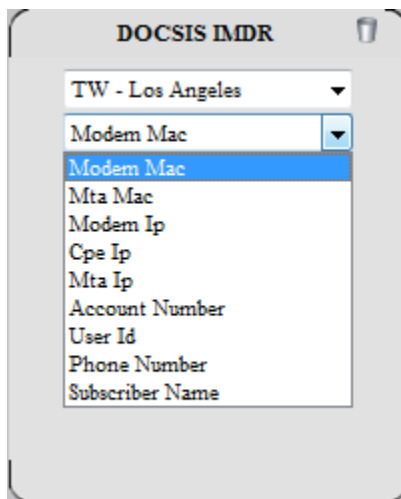 DOCSIS IMDR
TW - Los Angeles
Modem Mac
Modem Mac
Mta Mac
Modem Ip
Cpe Ip
Mta Ip
Account Number
User Id
Phone Number
Subscriber Name